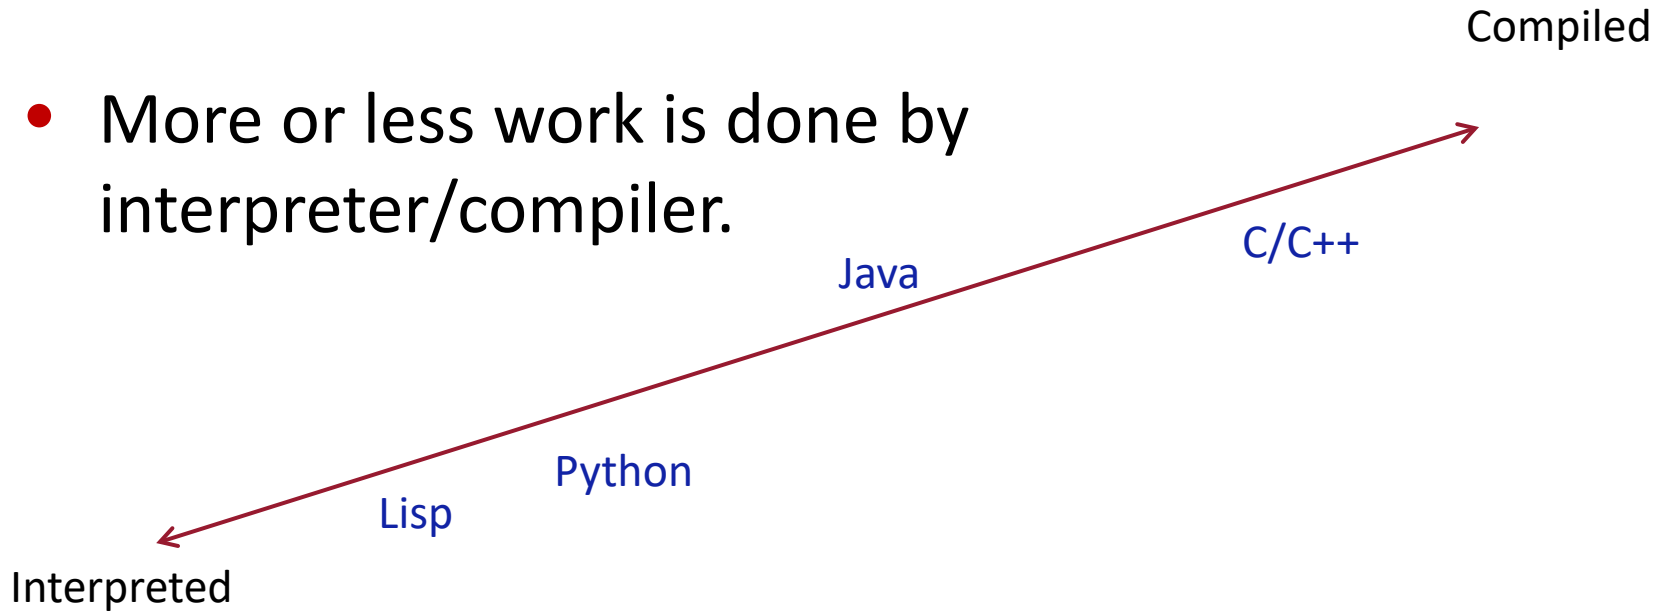 Compiled
• More or less work is done by
interpreter/compiler.
C/C++
Java
Python
Lisp
Interpreted